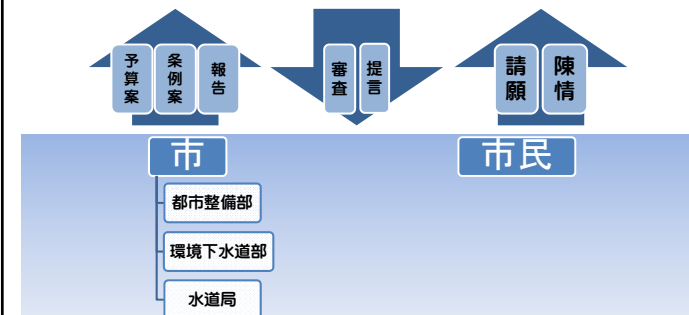 予算案
条例案
報告
審査
提言
請願
陳情
市
市民
都市整備部
環境下水道部
水道局